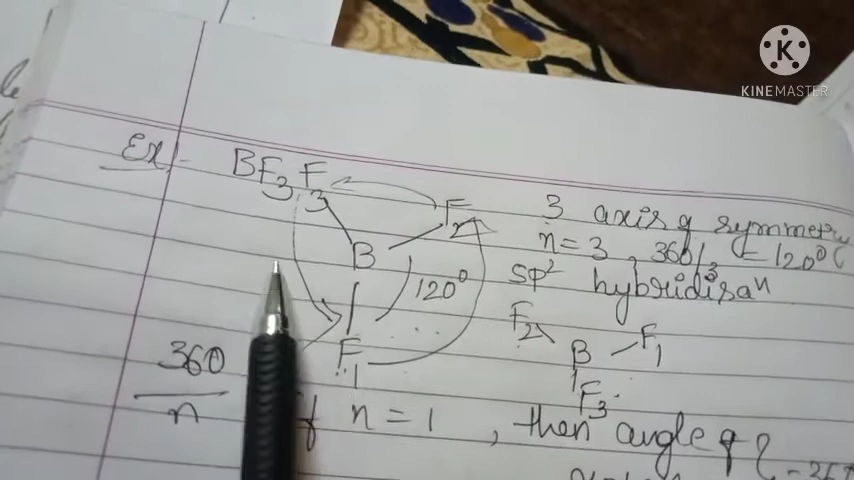 K
KINEMASTER
Ex:- BF3
F3 F2
B
120°
F1
3 axis of symmetry
n=3, 360/3 = 120°C
SP² hybridisaⁿ
F2 F1
B
F3
360/n
if n=1, then angle of